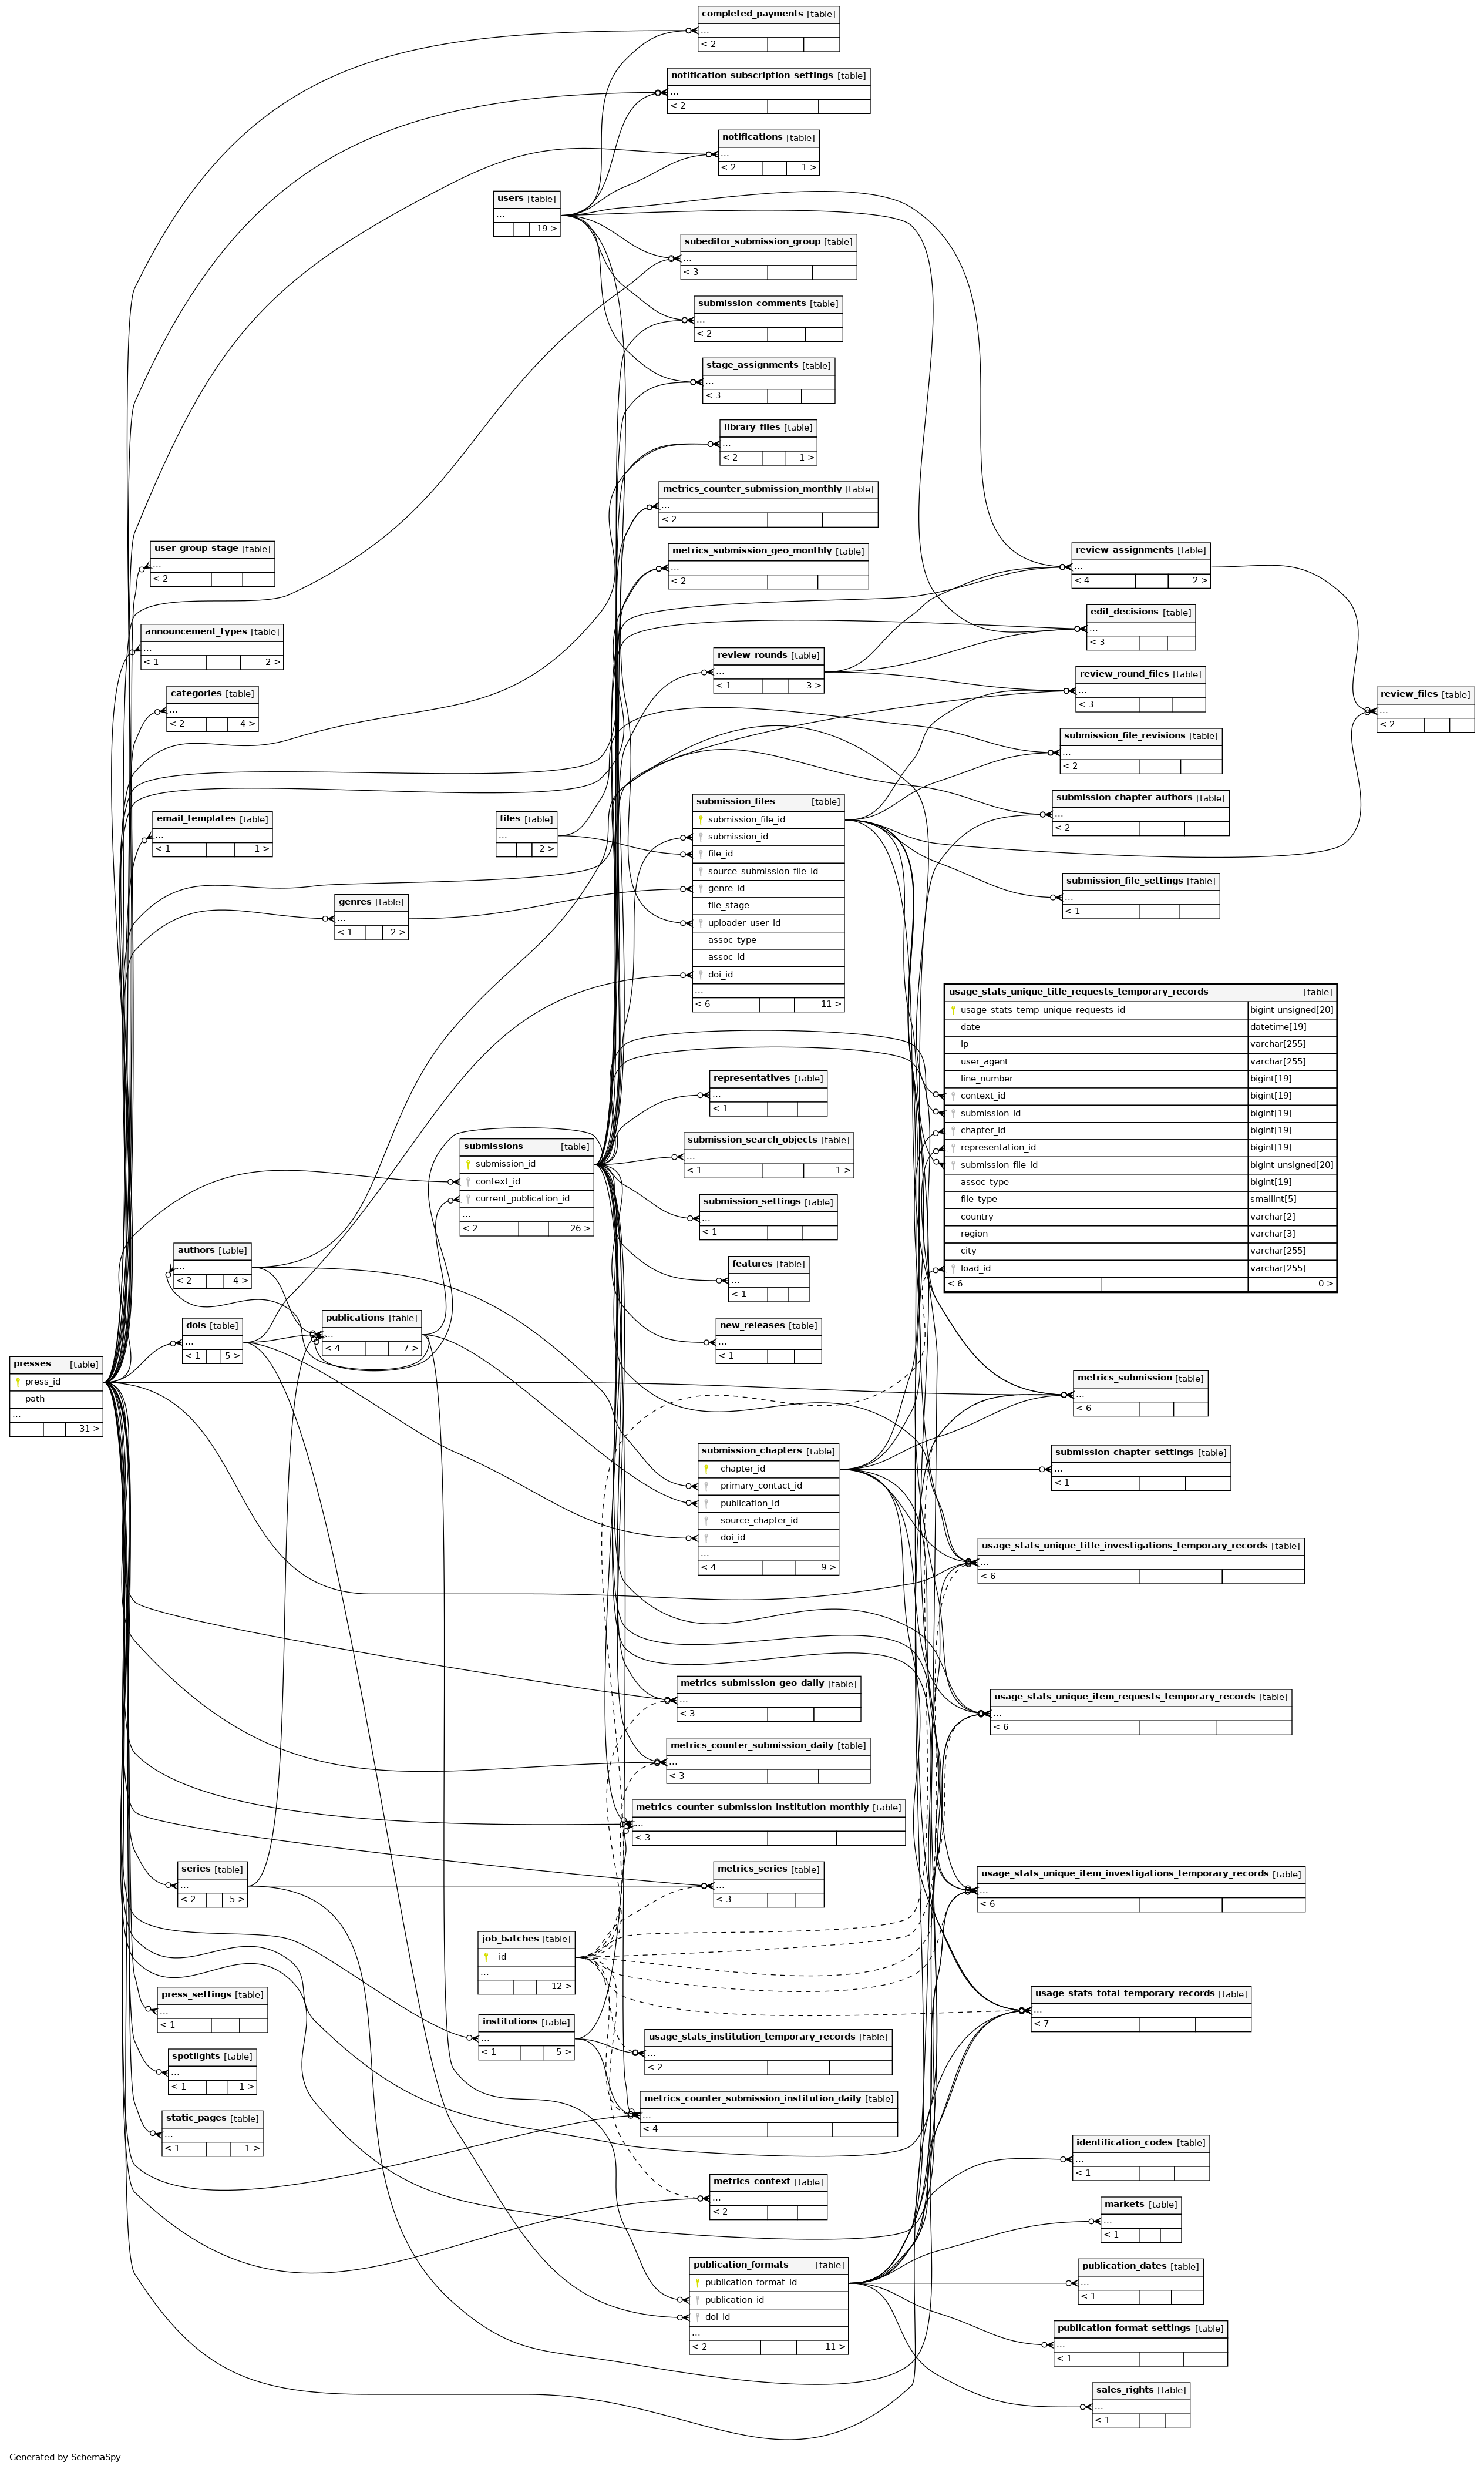 completed_payments [table]
...
< 2
notification_subscription_settings [table]
...
< 2
notifications [table]
...
< 2 1 >
users [table]
...
19 >
subeditor_submission_group [table]
...
< 3
submission_comments [table]
...
< 2
stage_assignments [table]
...
< 3
library_files [table]
...
< 2 1 >
metrics_counter_submission_monthly [table]
...
< 2
user_group_stage [table]
...
< 2
metrics_submission_geo_monthly [table]
...
< 2
review_assignments [table]
...
< 4 2 >
edit_decisions [table]
...
< 3
announcement_types [table]
...
< 1 2 >
review_rounds [table]
...
< 1 3 >
review_round_files [table]
...
< 3
categories [table]
...
< 2 4 >
review_files [table]
...
< 2
submission_file_revisions [table]
...
< 2
submission_chapter_authors [table]
...
< 2
email_templates [table]
...
< 1 1 >
files [table]
...
2 >
submission_files [table]
submission_file_id
submission_id
file_id
source_submission_file_id
genre_id
file_stage
uploader_user_id
assoc_type
assoc_id
doi_id
...
< 6 11 >
submission_file_settings [table]
...
< 1
genres [table]
...
< 1 2 >
usage_stats_unique_title_requests_temporary_records [table]
usage_stats_temp_unique_requests_id bigint unsigned[20]
date datetime[19]
ip varchar[255]
user_agent varchar[255]
line_number bigint[19]
context_id bigint[19]
submission_id bigint[19]
chapter_id bigint[19]
representation_id bigint[19]
submission_file_id bigint unsigned[20]
assoc_type bigint[19]
file_type smallint[5]
country varchar[2]
region varchar[3]
city varchar[255]
load_id varchar[255]
< 6 0 >
representatives [table]
...
< 1
submission_search_objects [table]
...
< 1 1 >
submissions [table]
submission_id
context_id
current_publication_id
...
< 2 26 >
submission_settings [table]
...
< 1
authors [table]
...
< 2 4 >
features [table]
...
< 1
publications [table]
...
< 4 7 >
dois [table]
...
< 1 5 >
new_releases [table]
...
< 1
presses [table]
press_id
path
...
31 >
metrics_submission [table]
...
< 6
submission_chapters [table]
chapter_id
primary_contact_id
publication_id
source_chapter_id
doi_id
...
< 4 9 >
submission_chapter_settings [table]
...
< 1
usage_stats_unique_title_investigations_temporary_records [table]
...
< 6
metrics_submission_geo_daily [table]
...
< 3
usage_stats_unique_item_requests_temporary_records [table]
...
< 6
metrics_counter_submission_daily [table]
...
< 3
metrics_counter_submission_institution_monthly [table]
...
< 3
series [table]
...
< 2 5 >
metrics_series [table]
...
< 3
usage_stats_unique_item_investigations_temporary_records [table]
...
< 6
job_batches [table]
id
...
12 >
press_settings [table]
...
< 1
usage_stats_total_temporary_records [table]
...
< 7
institutions [table]
...
< 1 5 >
usage_stats_institution_temporary_records [table]
...
< 2
spotlights [table]
...
< 1 1 >
metrics_counter_submission_institution_daily [table]
...
< 4
static_pages [table]
...
< 1 1 >
identification_codes [table]
...
< 1
metrics_context [table]
...
< 2
markets [table]
...
< 1
publication_formats [table]
publication_format_id
publication_id
doi_id
...
< 2 11 >
publication_dates [table]
...
< 1
publication_format_settings [table]
...
< 1
sales_rights [table]
...
< 1
Generated by SchemaSpy